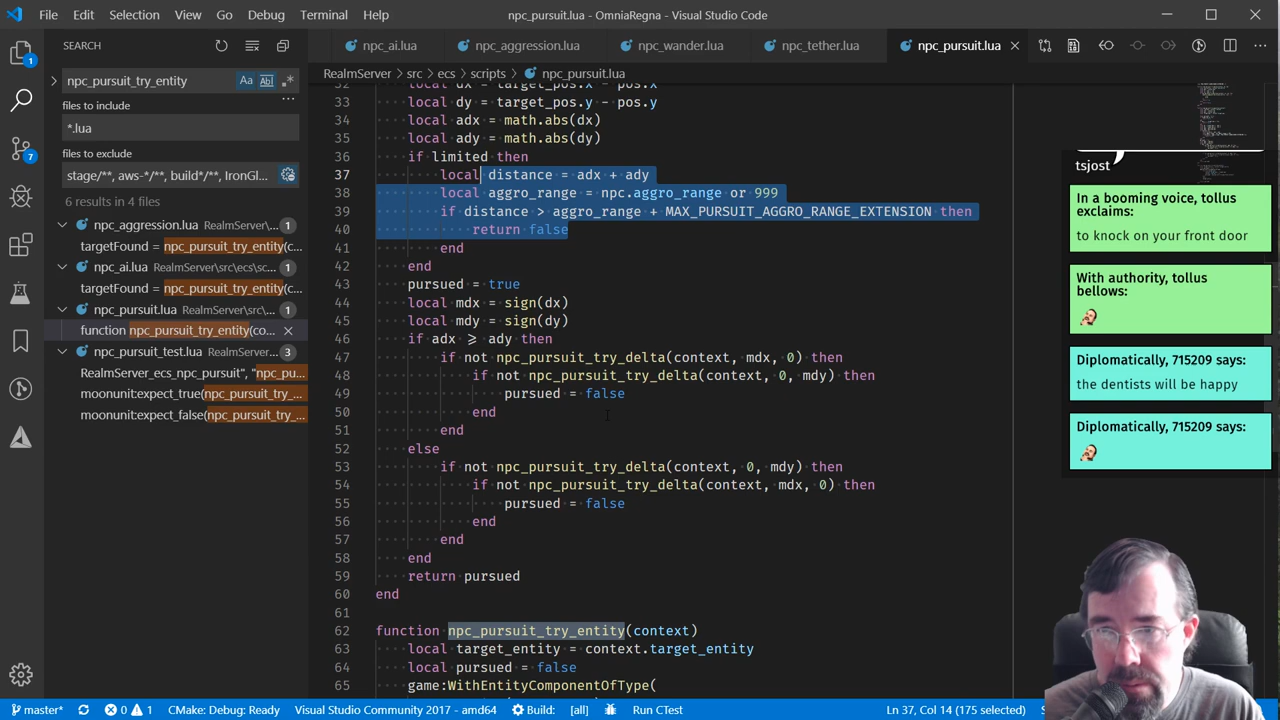 File Edit Selection View Go Debug Terminal Help
npc_pursuit.lua - OmniaRegna - Visual Studio Code
SEARCH
npc_ai.lua npc_aggression.lua npc_wander.lua npc_tether.lua npc_pursuit.lua
npc_pursuit_try_entity
Aa Abl
RealmServer > src > ecs > scripts > npc_pursuit.lua
files to include
*.lua
files to exclude
stage/**, aws-*/**, build*/**, IronGl...
6 results in 4 files
npc_aggression.lua RealmServer\... 1
targetFound = npc_pursuit_try_entity(c...
npc_ai.lua RealmServer\src\ecs\sc... 1
targetFound = npc_pursuit_try_entity(c...
npc_pursuit.lua RealmServer\src\... 1
function npc_pursuit_try_entity(co...
npc_pursuit_test.lua RealmServer... 3
RealmServer_ecs_npc_pursuit", "npc_pu...
moonunit:expect_true(npc_pursuit_try_...
moonunit:expect_false(npc_pursuit_try_...
1
7
32 local dx = target_pos.x - pos.x
33 local dy = target_pos.y - pos.y
34 local adx = math.abs(dx)
35 local ady = math.abs(dy)
36 if limited then
37 local distance = adx + ady
38 local aggro_range = npc.aggro_range or 999
39 if distance > aggro_range + MAX_PURSUIT_AGGRO_RANGE_EXTENSION then
40 return false
41 end
42 end
43 pursued = true
44 local mdx = sign(dx)
45 local mdy = sign(dy)
46 if adx ⩾ ady then
47 if not npc_pursuit_try_delta(context, mdx, 0) then
48 if not npc_pursuit_try_delta(context, 0, mdy) then
49 pursued = false
50 end
51 end
52 else
53 if not npc_pursuit_try_delta(context, 0, mdy) then
54 if not npc_pursuit_try_delta(context, mdx, 0) then
55 pursued = false
56 end
57 end
58 end
59 return pursued
60 end
61
62 function npc_pursuit_try_entity(context)
63 local target_entity = context.target_entity
64 local pursued = false
65 game:WithEntityComponentOfType(
tsjost
In a booming voice, tollus
exclaims:
to knock on your front door
With authority, tollus
bellows:
Diplomatically, 715209 says:
the dentists will be happy
Diplomatically, 715209 says:
master* 0 1 CMake: Debug: Ready Visual Studio Community 2017 - amd64 Build: [all] Run CTest Ln 37, Col 14 (175 selected)